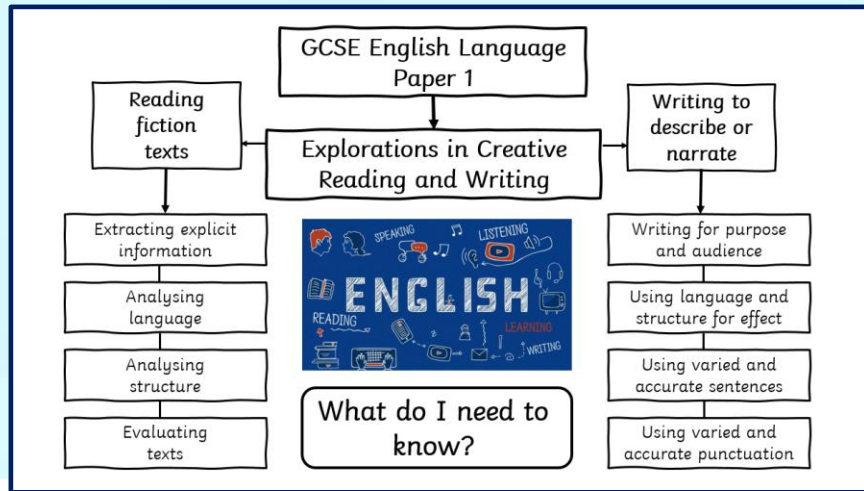 GCSE English Language
Paper 1
Reading
fiction
texts
Explorations in Creative
Reading and Writing
Writing to
describe or
narrate
Extracting explicit
information
Analysing
language
Analysing
structure
Evaluating
texts
SPEAKING
LISTENING
ENGLISH
READING
LEARNING
WRITING
What do I need to
know?
Writing for purpose
and audience
Using language and
structure for effect
Using varied and
accurate sentences
Using varied and
accurate punctuation